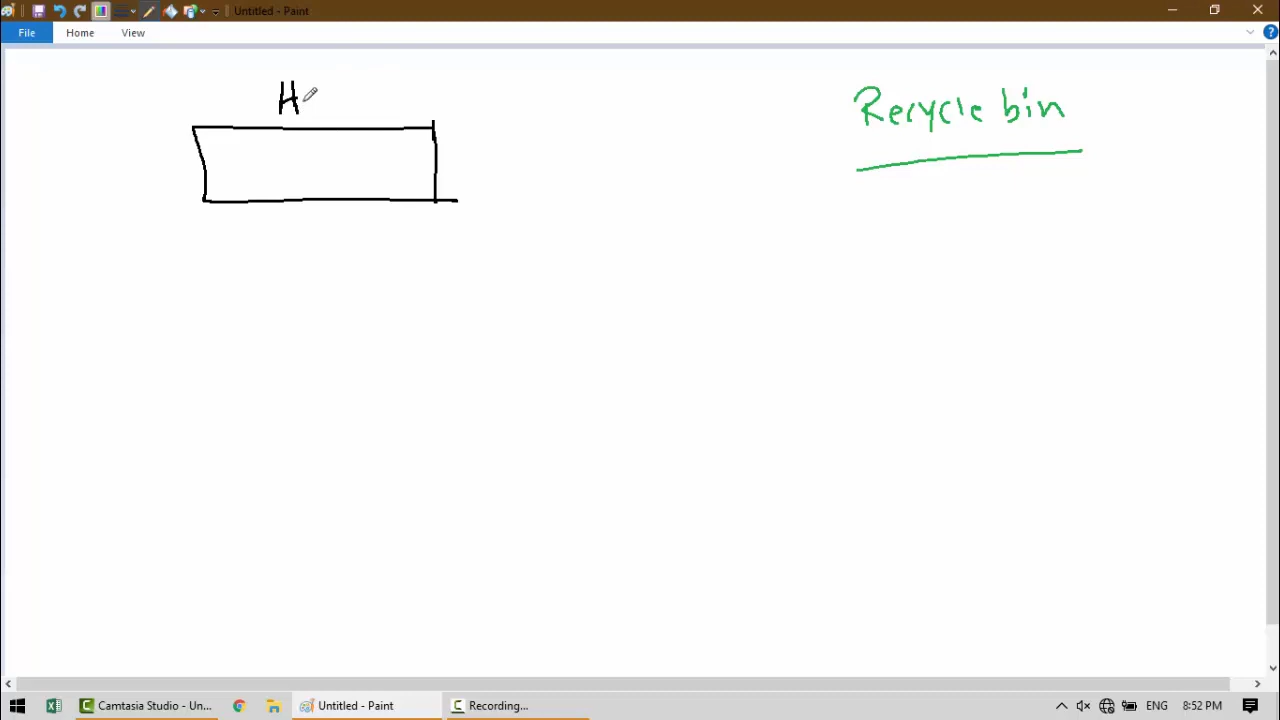 Untitled - Paint
File Home View
H
Recycle bin
Camtasia Studio - Un... Untitled - Paint Recording... ENG 8:52 PM